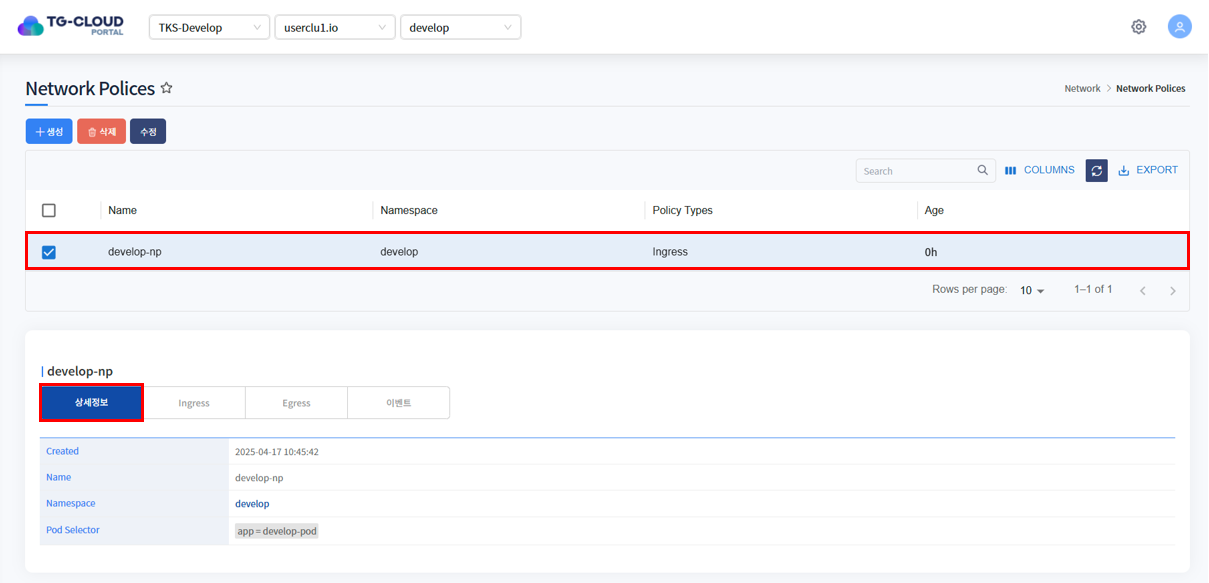 TG-CLOUD
PORTAL
TKS-Develop
userclu1.io
develop
Network Polices
Network > Network Polices
+ 생성
삭제
수정
Search
COLUMNS
EXPORT
Name Namespace Policy Types Age
develop-np develop Ingress 0h
Rows per page: 10 1–1 of 1
develop-np
상세정보 Ingress Egress 이벤트
Created 2025-04-17 10:45:42
Name develop-np
Namespace develop
Pod Selector app = develop-pod